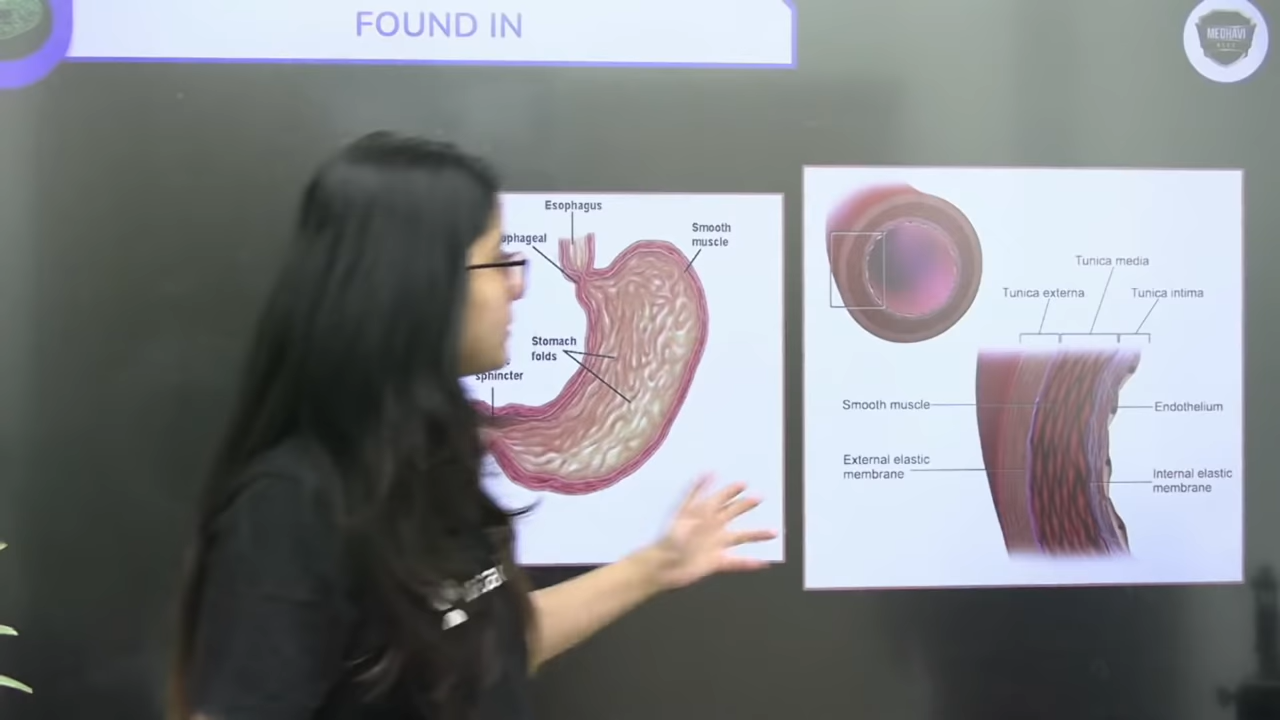 FOUND IN
MEDHAVI
Esophagus
Smooth
muscle
Stomach
folds
sphincter
Tunica media
Tunica externa
Tunica intima
Smooth muscle
Endothelium
External elastic
membrane
Internal elastic
membrane